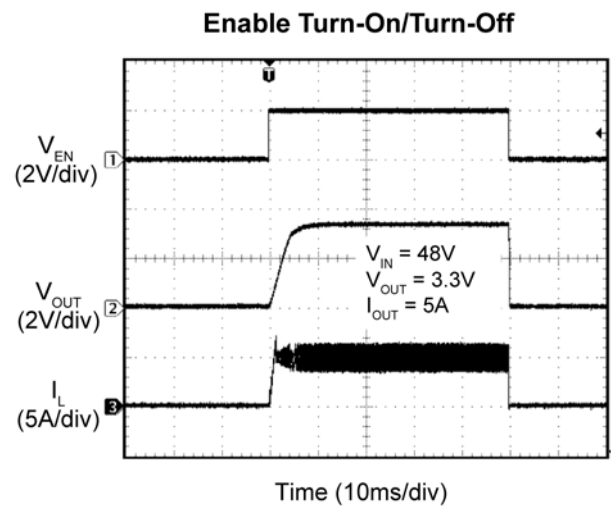 Enable Turn-On/Turn-Off
T
V_EN
(2V/div)
1
V_IN = 48V
V_OUT = 3.3V
I_OUT = 5A
V_OUT
(2V/div)
2
I_L
(5A/div)
3
Time (10ms/div)